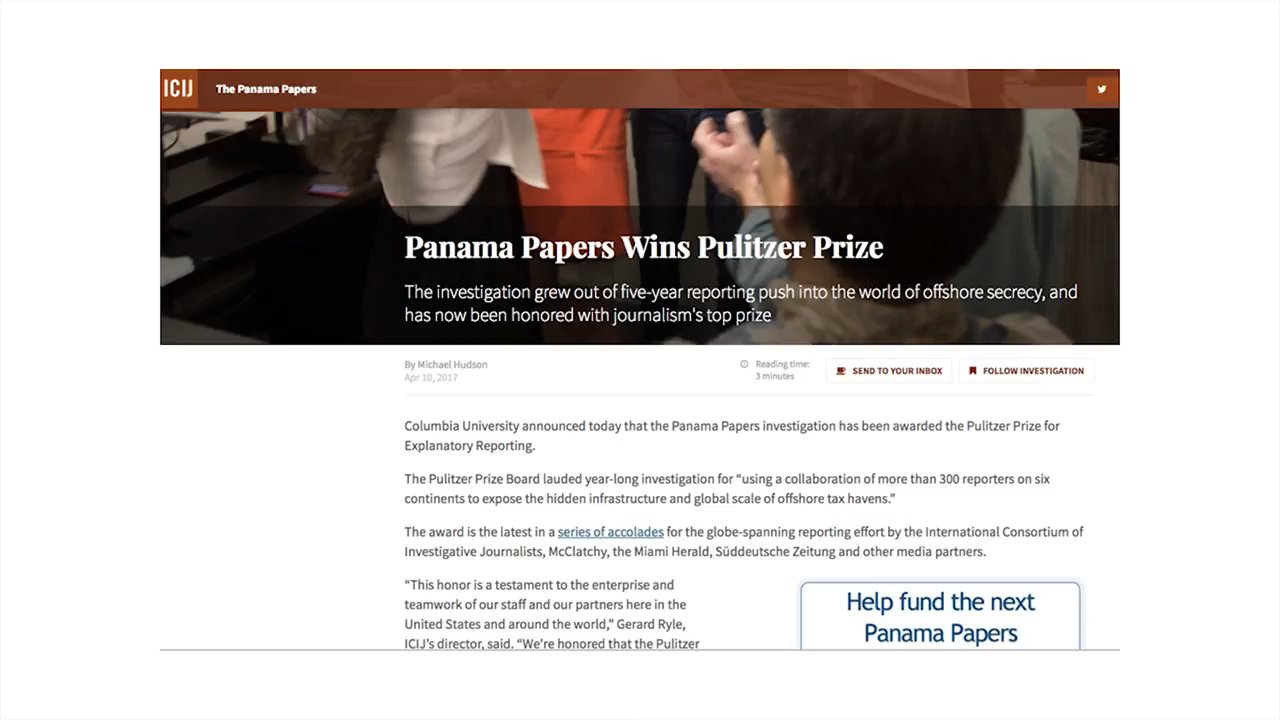 ICIJ The Panama Papers
Panama Papers Wins Pulitzer Prize
The investigation grew out of five-year reporting push into the world of offshore secrecy, and
has now been honored with journalism's top prize
By Michael Hudson
Apr 10, 2017
Reading time:
3 minutes
SEND TO YOUR INBOX
FOLLOW INVESTIGATION
Columbia University announced today that the Panama Papers investigation has been awarded the Pulitzer Prize for
Explanatory Reporting.
The Pulitzer Prize Board lauded year-long investigation for “using a collaboration of more than 300 reporters on six
continents to expose the hidden infrastructure and global scale of offshore tax havens.”
The award is the latest in a series of accolades for the globe-spanning reporting effort by the International Consortium of
Investigative Journalists, McClatchy, the Miami Herald, Süddeutsche Zeitung and other media partners.
“This honor is a testament to the enterprise and
teamwork of our staff and our partners here in the
United States and around the world,” Gerard Ryle,
ICIJ’s director, said. “We’re honored that the Pulitzer
Help fund the next
Panama Papers